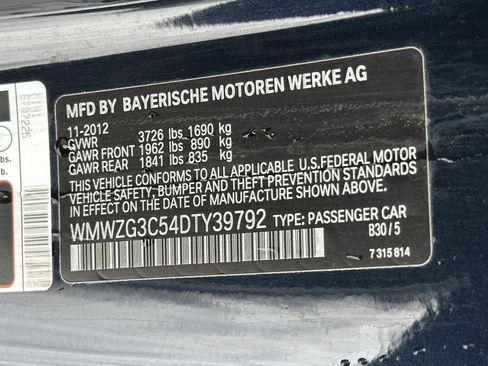 MFD BY BAYERISCHE MOTOREN WERKE AG
11-2012
GVWR 3726 lbs 1690 kg
GAWR FRONT 1962 lbs 890 kg
GAWR REAR 1841 lbs 835 kg
THIS VEHICLE CONFORMS TO ALL APPLICABLE U.S.FEDERAL MOTOR
VEHICLE SAFETY, BUMPER AND THEFT PREVENTION STANDARDS
IN EFFECT ON THE DATE OF MANUFACTURE SHOWN ABOVE.
WMWZG3C54DTY39792 TYPE: PASSENGER CAR
B30/5
7 315 814
lbs.